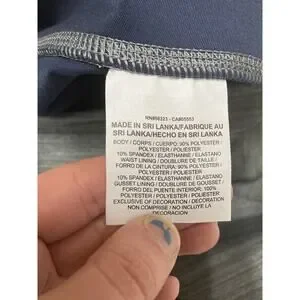 RN#56323 - CA#05553
MADE IN SRI LANKA/FABRIQUE AU
SRI LANKA/HECHO EN SRI LANKA
BODY / CORPS / CUERPO: 90% POLYESTER
POLYESTER / POLIESTER
10% SPANDEX / ELASTHANNE / ELASTANO
WAIST LINING / DOUBLURE DE TAILLE /
FORRO DE LA CINTURA: 90% POLYESTER /
POLYESTER / POLIESTER
10% SPANDEX / ELASTHANNE / ELASTANO
GUSSET LINING / DOUBLURE GOUSSET /
FORRO DEL FUELLE INTERIOR: 100%
POLYESTER / POLYESTER / POLIESTER
EXCLUSIVE OF DECORATION / DECORATION
NON COMPRISE / NO INCLUYE LA
DECORACION